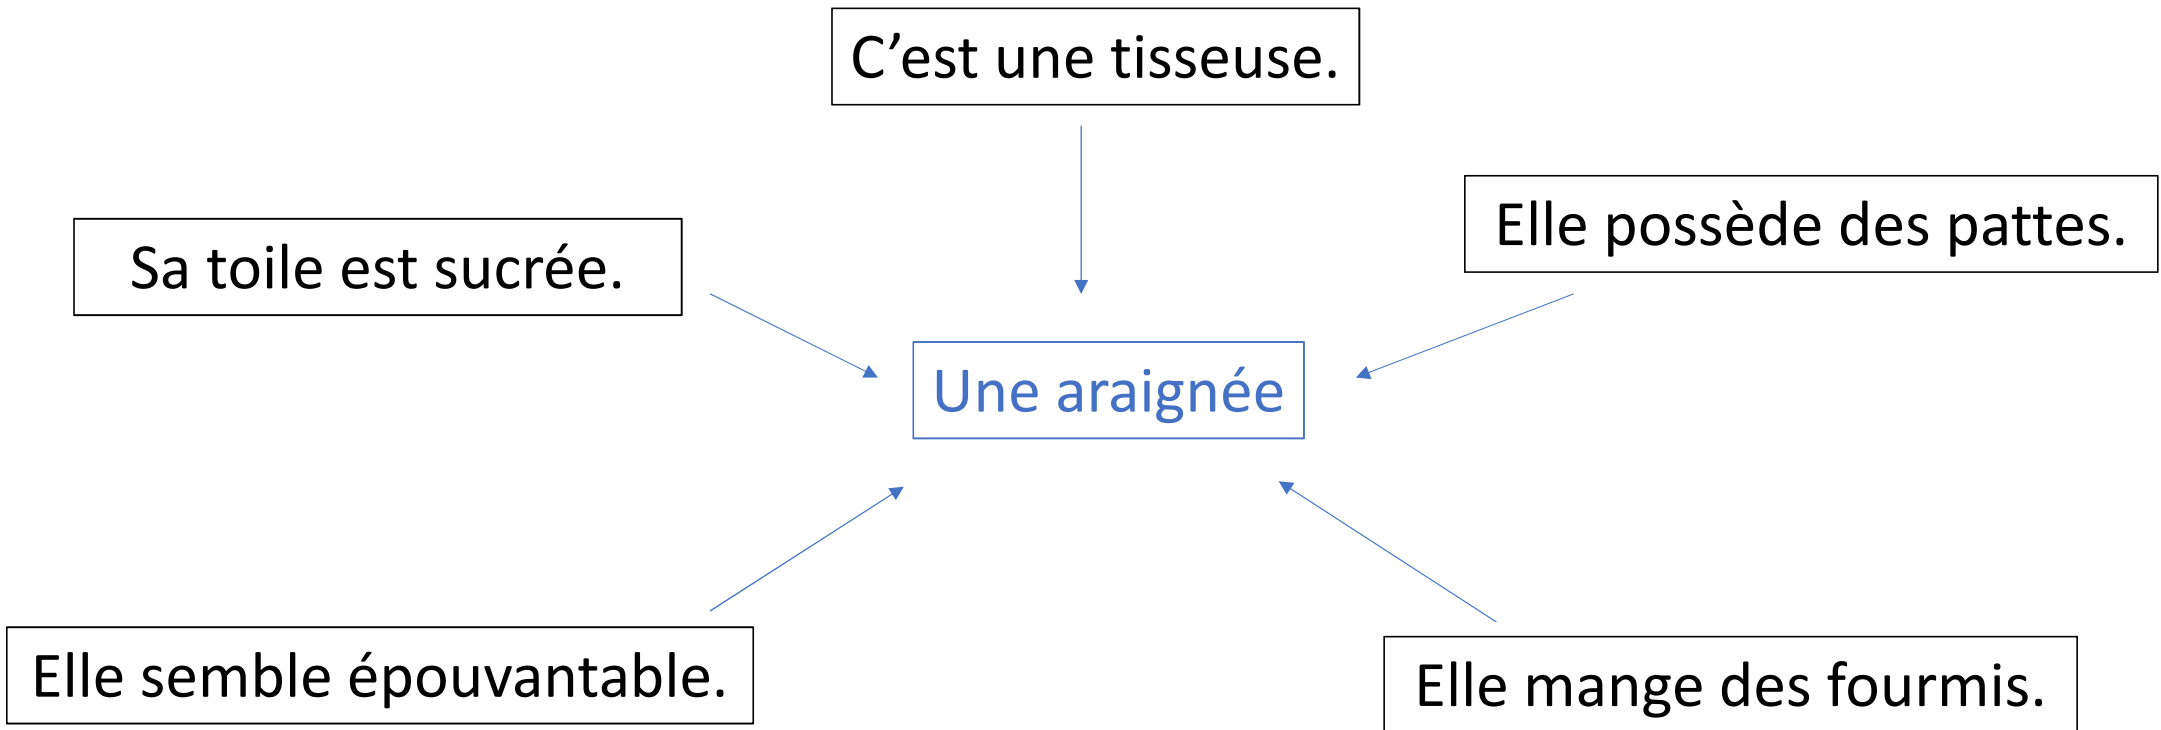 C’est une tisseuse.
Elle possède des pattes.
Sa toile est sucrée.
Une araignée
Elle semble épouvantable.
Elle mange des fourmis.